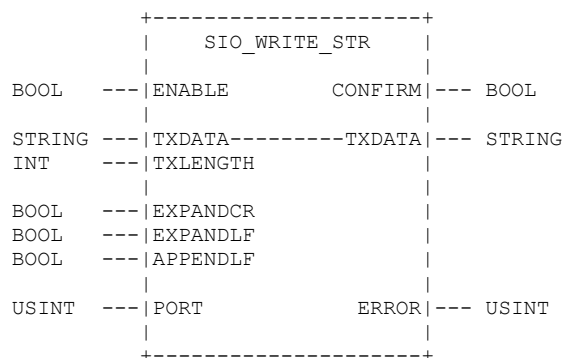 +----------------------+
|    SIO_WRITE_STR     |
|                      |
BOOL   ---|ENABLE        CONFIRM|--- BOOL
|                      |
STRING ---|TXDATA---------TXDATA|--- STRING
INT    ---|TXLENGTH              |
|                      |
BOOL   ---|EXPANDCR              |
BOOL   ---|EXPANDLF              |
BOOL   ---|APPENDLF              |
|                      |
USINT  ---|PORT            ERROR|--- USINT
|                      |
+----------------------+